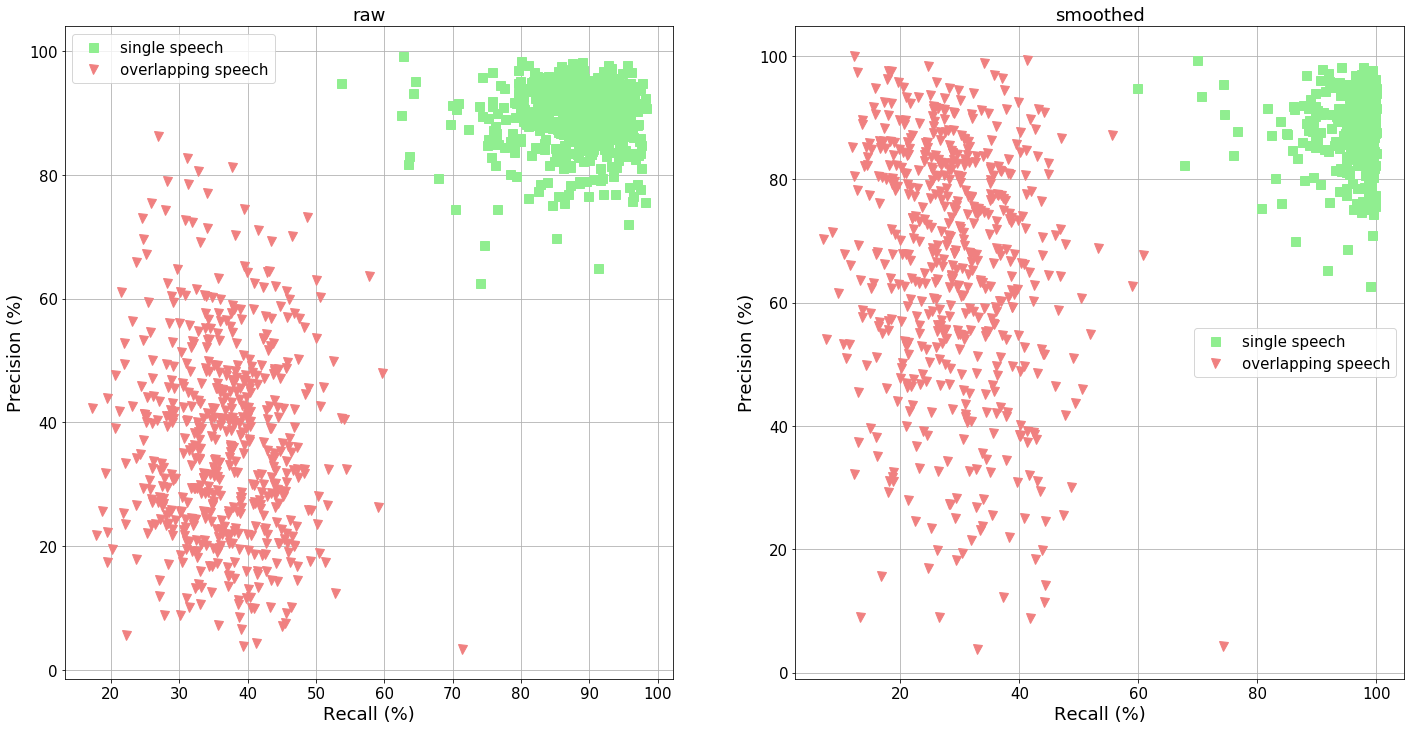 raw
single speech
overlapping speech
100
80
60
40
20
0
Precision (%)
20 30 40 50 60 70 80 90 100
Recall (%)
smoothed
100
80
60
40
20
0
Precision (%)
single speech
overlapping speech
20 40 60 80 100
Recall (%)